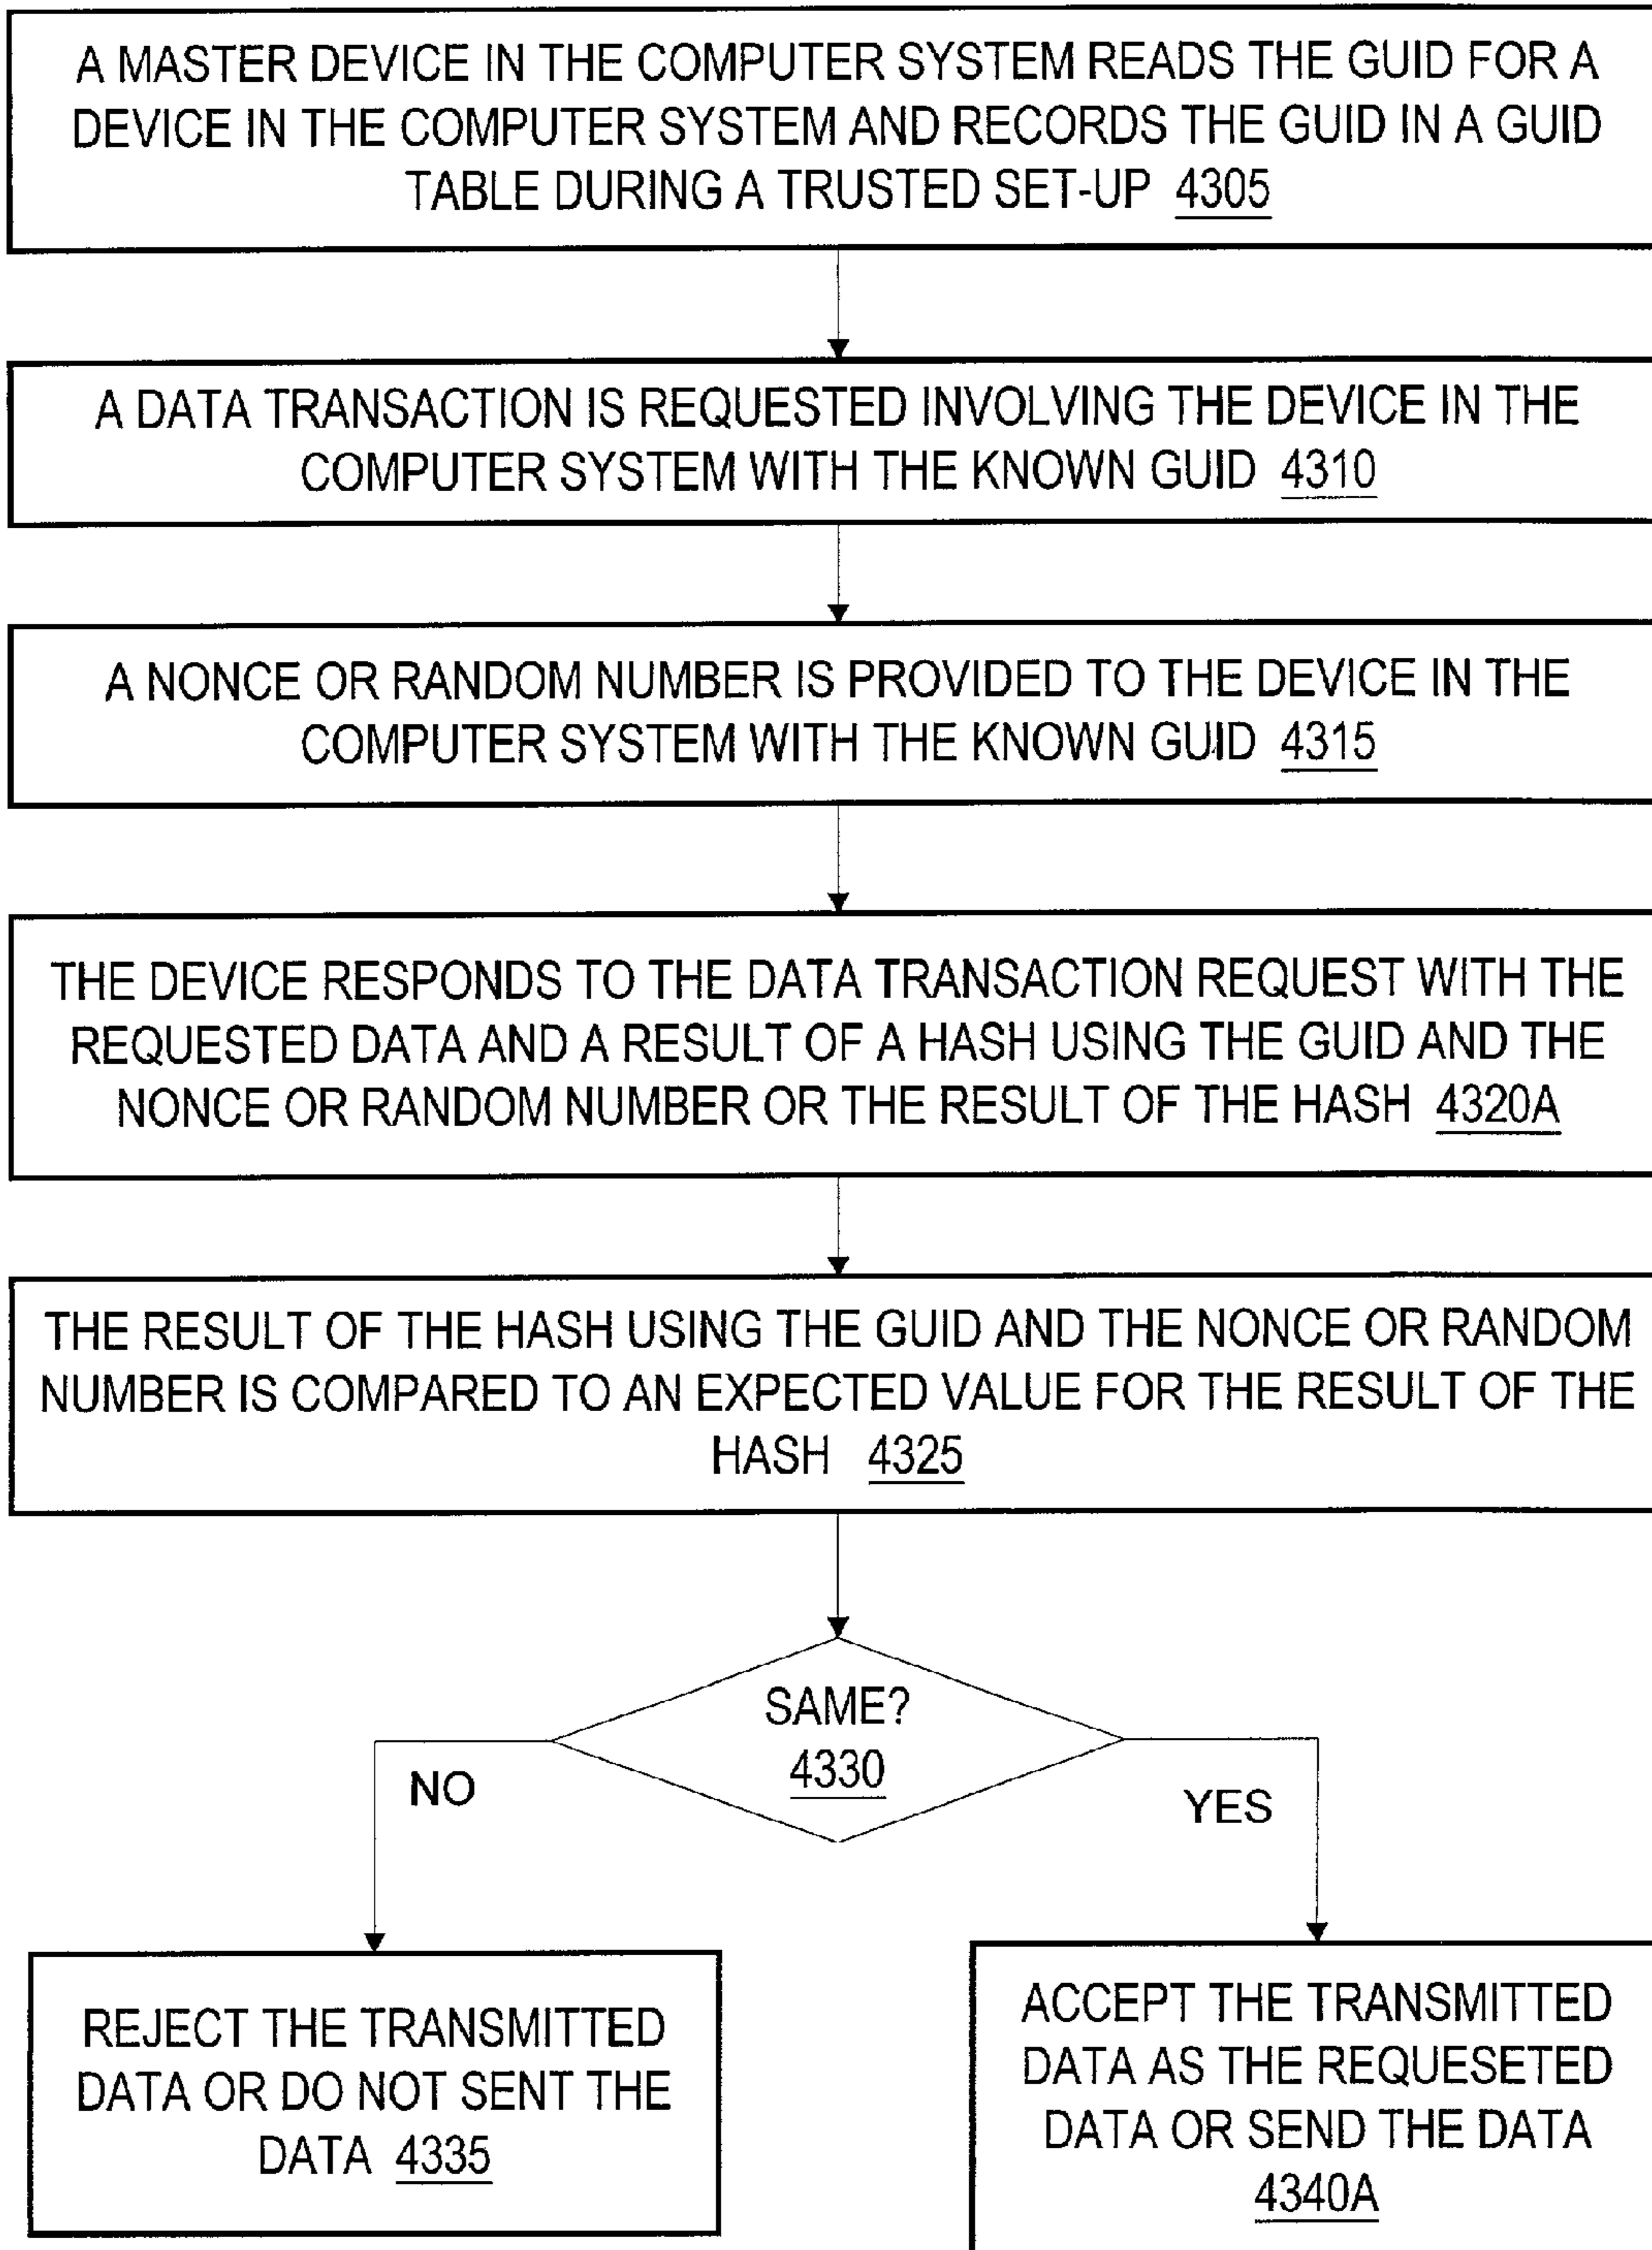 A MASTER DEVICE IN THE COMPUTER SYSTEM READS THE GUID FOR A
DEVICE IN THE COMPUTER SYSTEM AND RECORDS THE GUID IN A GUID
TABLE DURING A TRUSTED SET-UP 4305
A DATA TRANSACTION IS REQUESTED INVOLVING THE DEVICE IN THE
COMPUTER SYSTEM WITH THE KNOWN GUID 4310
A NONCE OR RANDOM NUMBER IS PROVIDED TO THE DEVICE IN THE
COMPUTER SYSTEM WITH THE KNOWN GUID 4315
THE DEVICE RESPONDS TO THE DATA TRANSACTION REQUEST WITH THE
REQUESTED DATA AND A RESULT OF A HASH USING THE GUID AND THE
NONCE OR RANDOM NUMBER OR THE RESULT OF THE HASH 4320A
THE RESULT OF THE HASH USING THE GUID AND THE NONCE OR RANDOM
NUMBER IS COMPARED TO AN EXPECTED VALUE FOR THE RESULT OF THE
HASH 4325
SAME?
4330
NO
YES
REJECT THE TRANSMITTED
DATA OR DO NOT SENT THE
DATA 4335
ACCEPT THE TRANSMITTED
DATA AS THE REQUESETED
DATA OR SEND THE DATA
4340A